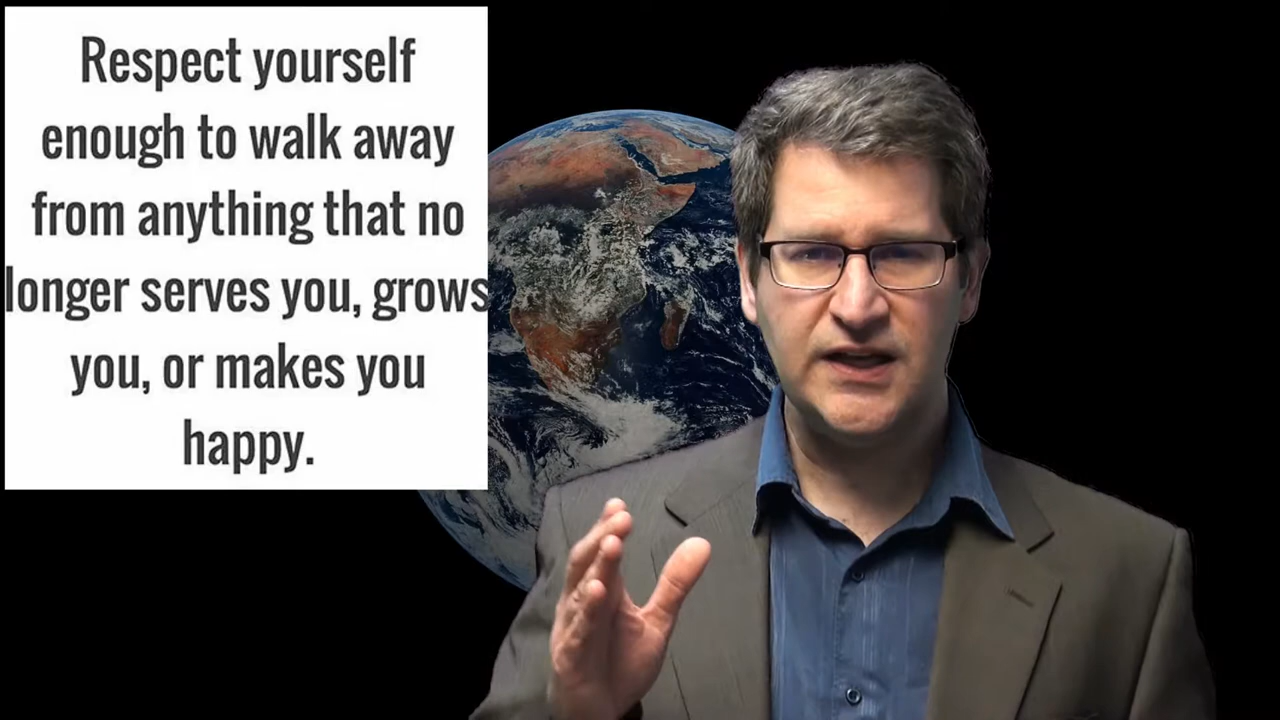 Respect yourself
enough to walk away
from anything that no
longer serves you, grows
you, or makes you
happy.